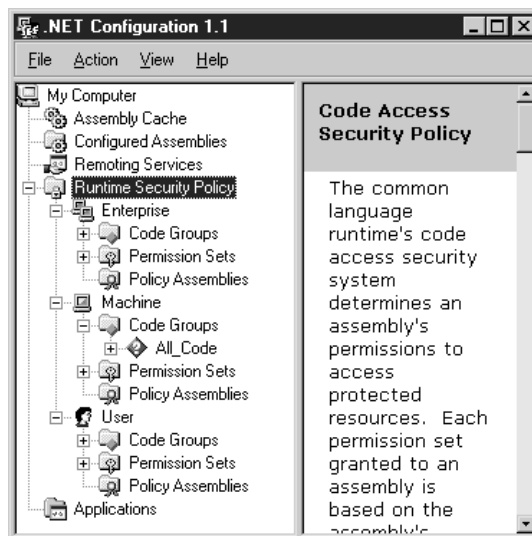 .NET Configuration 1.1
File Action View Help
My Computer
Assembly Cache
Configured Assemblies
Remoting Services
Runtime Security Policy
Enterprise
Code Groups
Permission Sets
Policy Assemblies
Machine
Code Groups
All_Code
Permission Sets
Policy Assemblies
User
Code Groups
Permission Sets
Policy Assemblies
Applications
Code Access
Security Policy
The common
language
runtime's code
access security
system
determines an
assembly's
permissions to
access
protected
resources. Each
permission set
granted to an
assembly is
based on the
assembly's